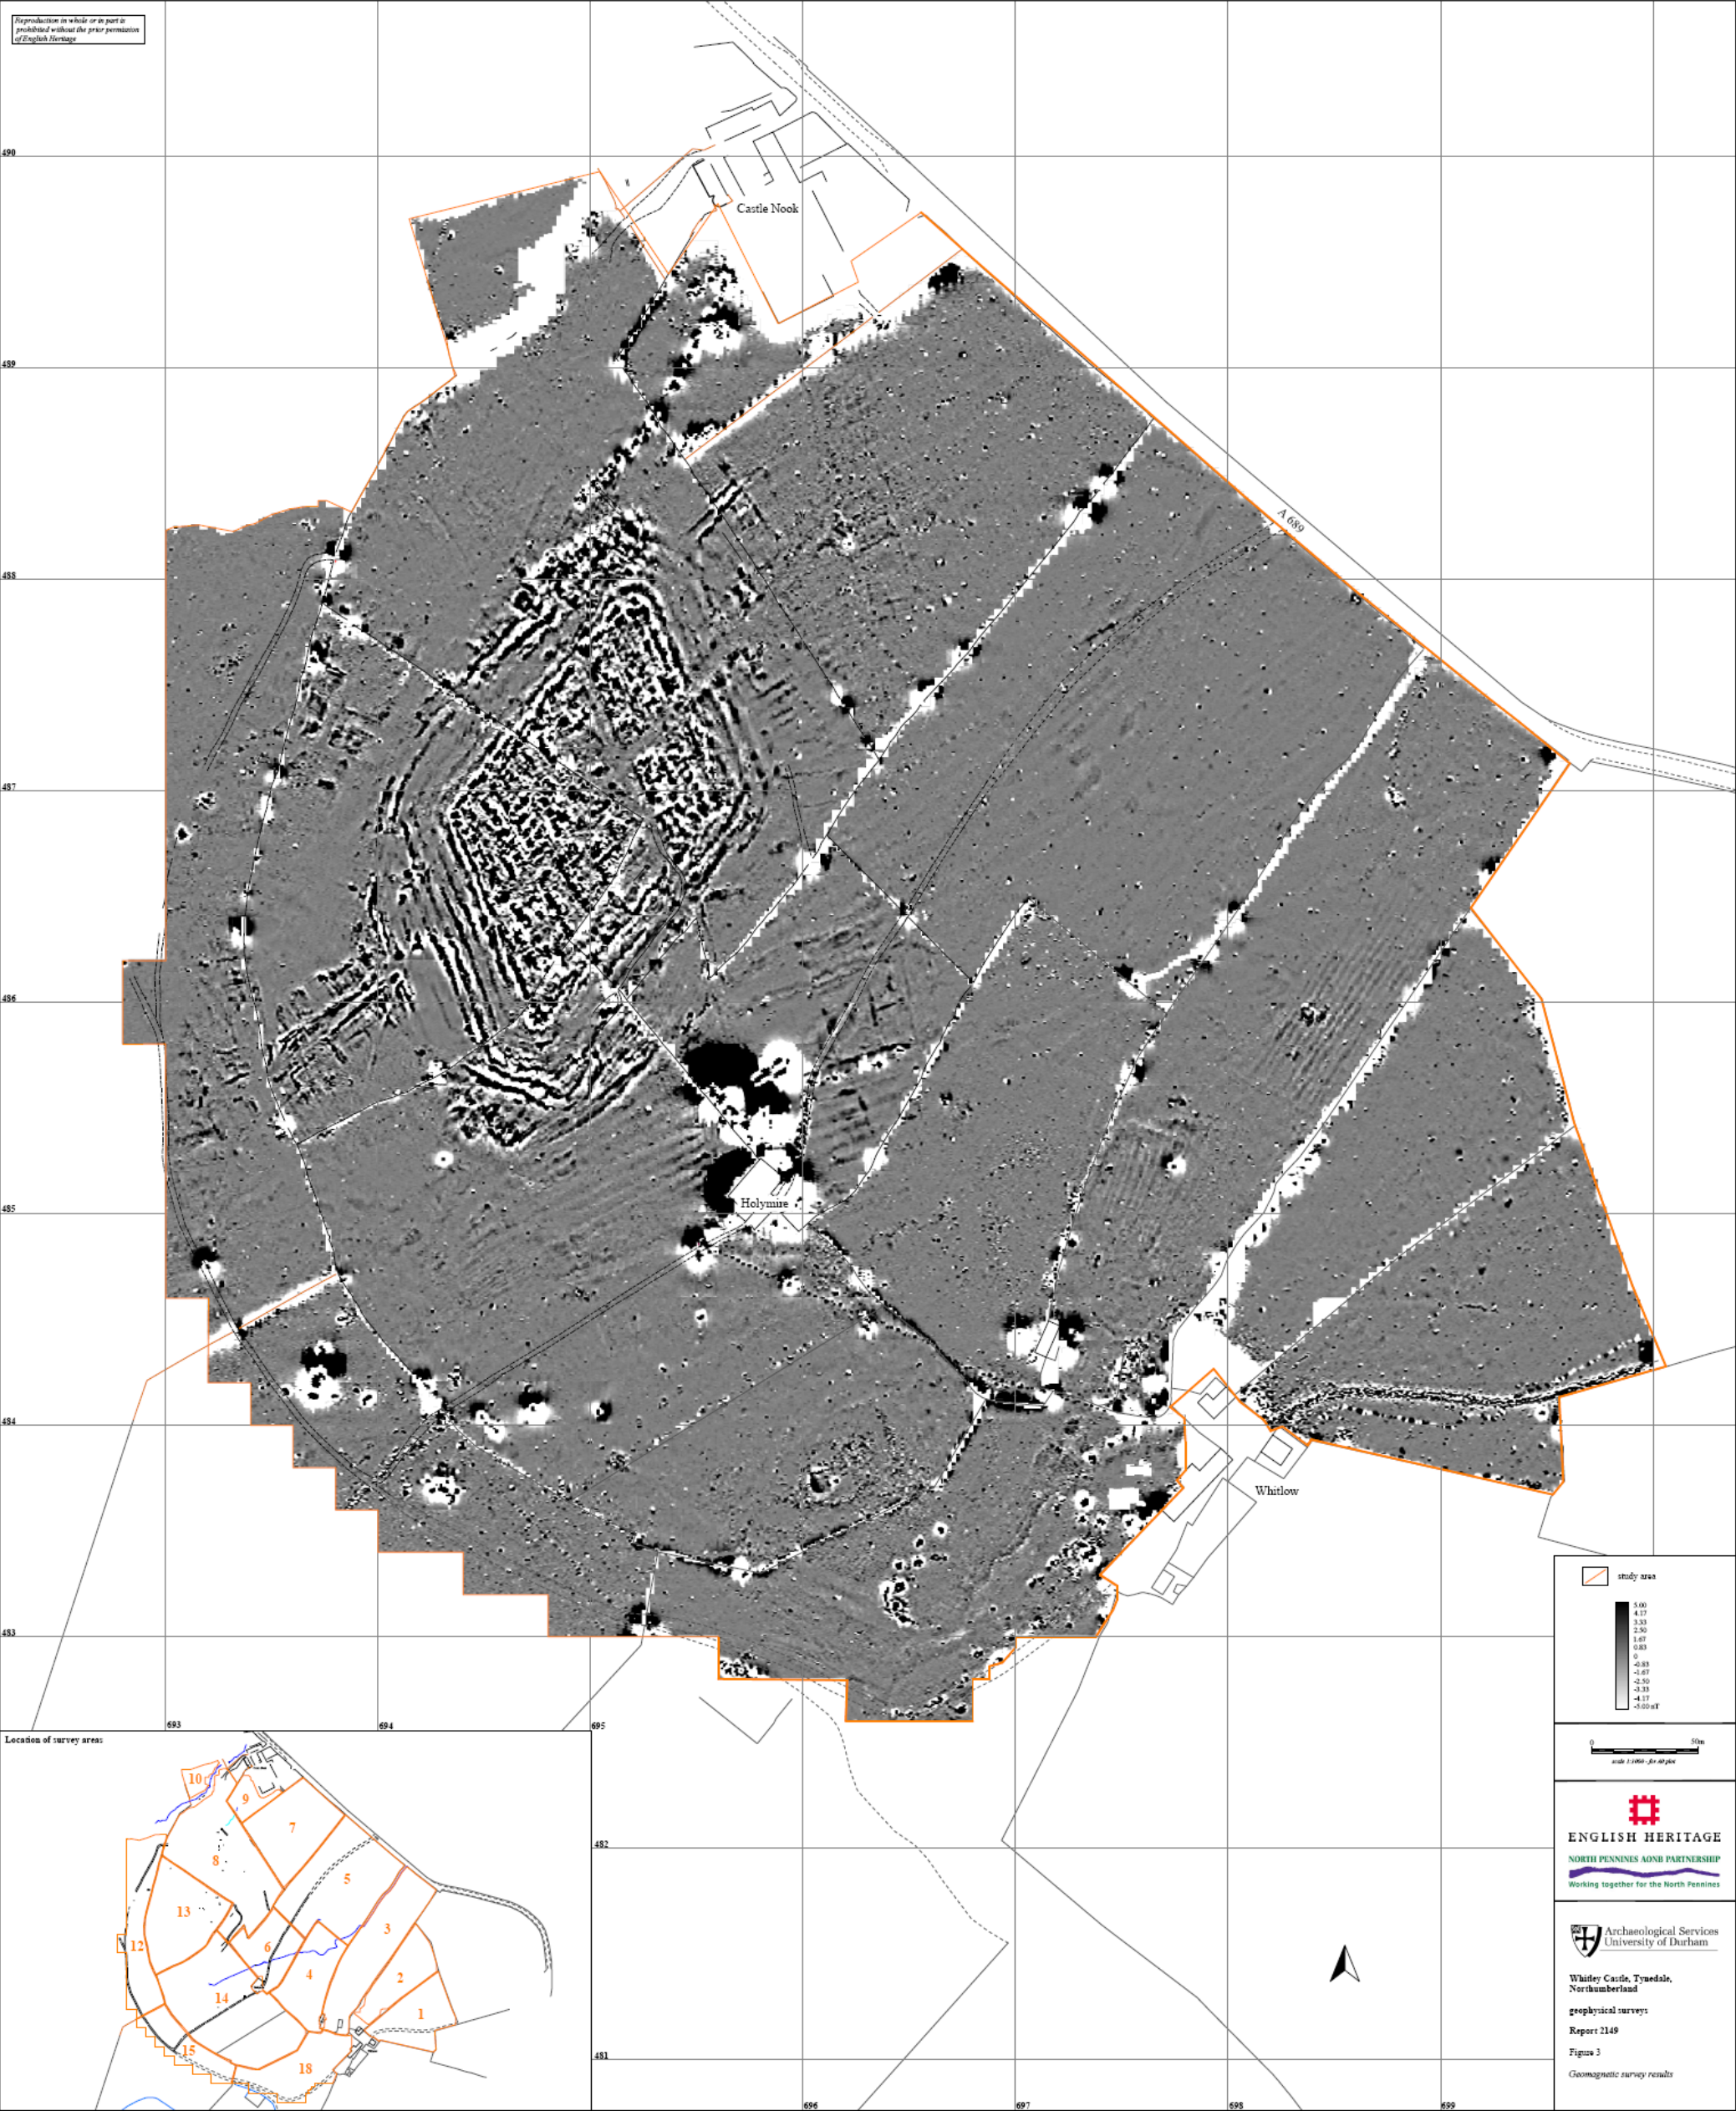 Reproduction in whole or in part is
prohibited without the prior permission
of English Heritage
490
Castle Nook
489
A 689
488
487
486
485
Holymire
484
Whitlow
483
study area
5.00
4.17
3.33
2.50
1.67
0.83
0
-0.83
-1.67
-2.50
-3.33
-4.17
-5.00 nT
693
694
695
Location of survey areas
10
9
7
8
5
13
3
12
6
4
2
14
1
15
18
0 50m
482
ENGLISH HERITAGE
NORTH PENNINES AONB PARTNERSHIP
Working together for the North Pennines
Archaeological Services
University of Durham
Whitley Castle, Tynedale,
Northumberland
geophysical surveys
Report 2149
Figure 3
Geomagnetic survey results
481
696
697
698
699